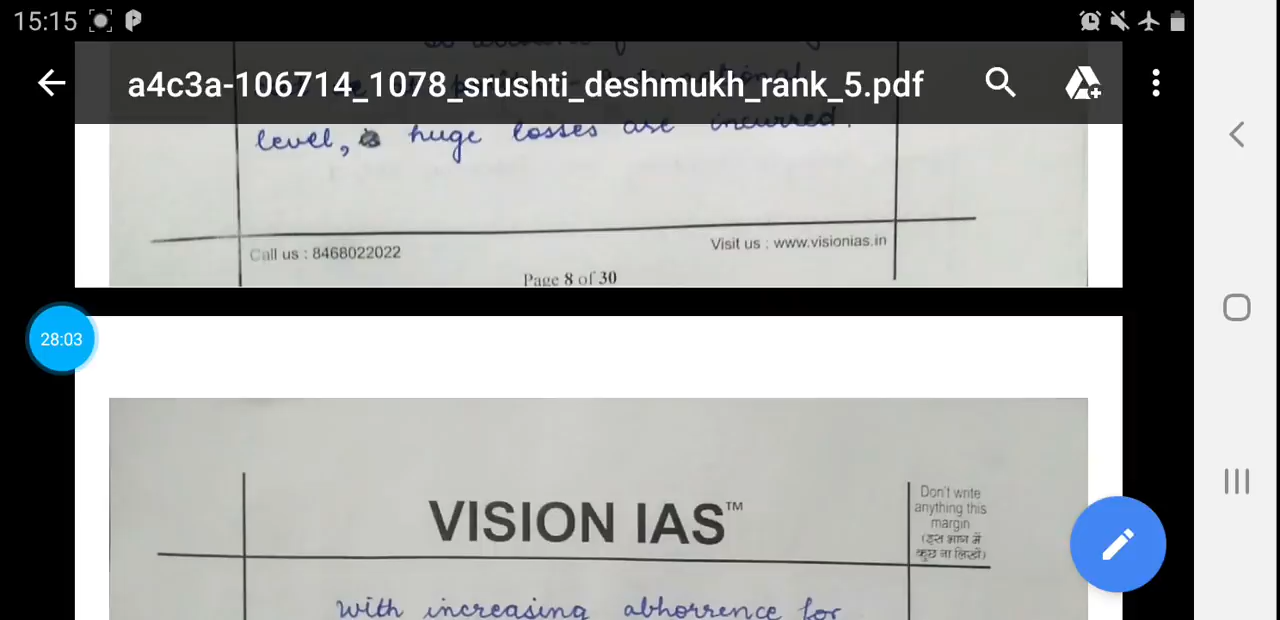 15:15
a4c3a-106714_1078_srushti_deshmukh_rank_5.pdf
level, huge losses are incurred.
Call us : 8468022022
Visit us : www.visionias.in
Page 8 of 30
28:03
VISION IAS™
Don't write
anything this
margin
(इस भाग में
कुछ ना लिखें)
with increasing abhorrence for